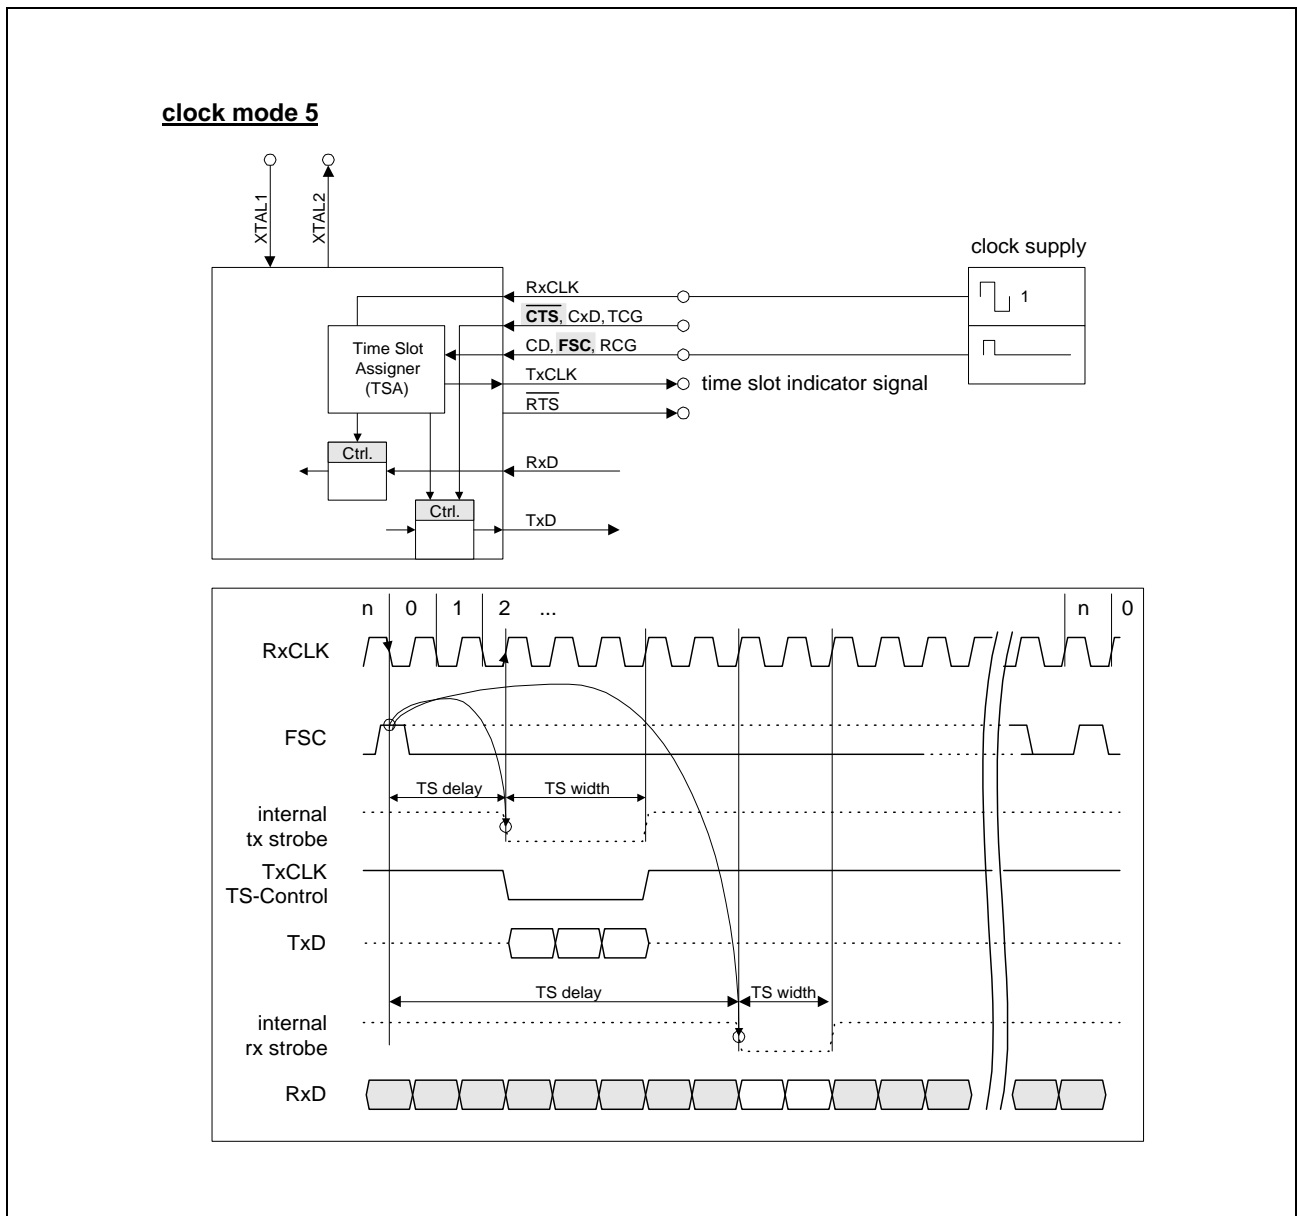 clock mode 5
XTAL1
XTAL2
clock supply
RxCLK
1
CTS, CxD, TCG
CD, FSC, RCG
Time Slot
Assigner
(TSA)
TxCLK
time slot indicator signal
RTS
Ctrl.
RxD
Ctrl.
TxD
n 0 1 2 ... n 0
RxCLK
FSC
TS delay TS width
internal
tx strobe
TxCLK
TS-Control
TxD
TS delay TS width
internal
rx strobe
RxD